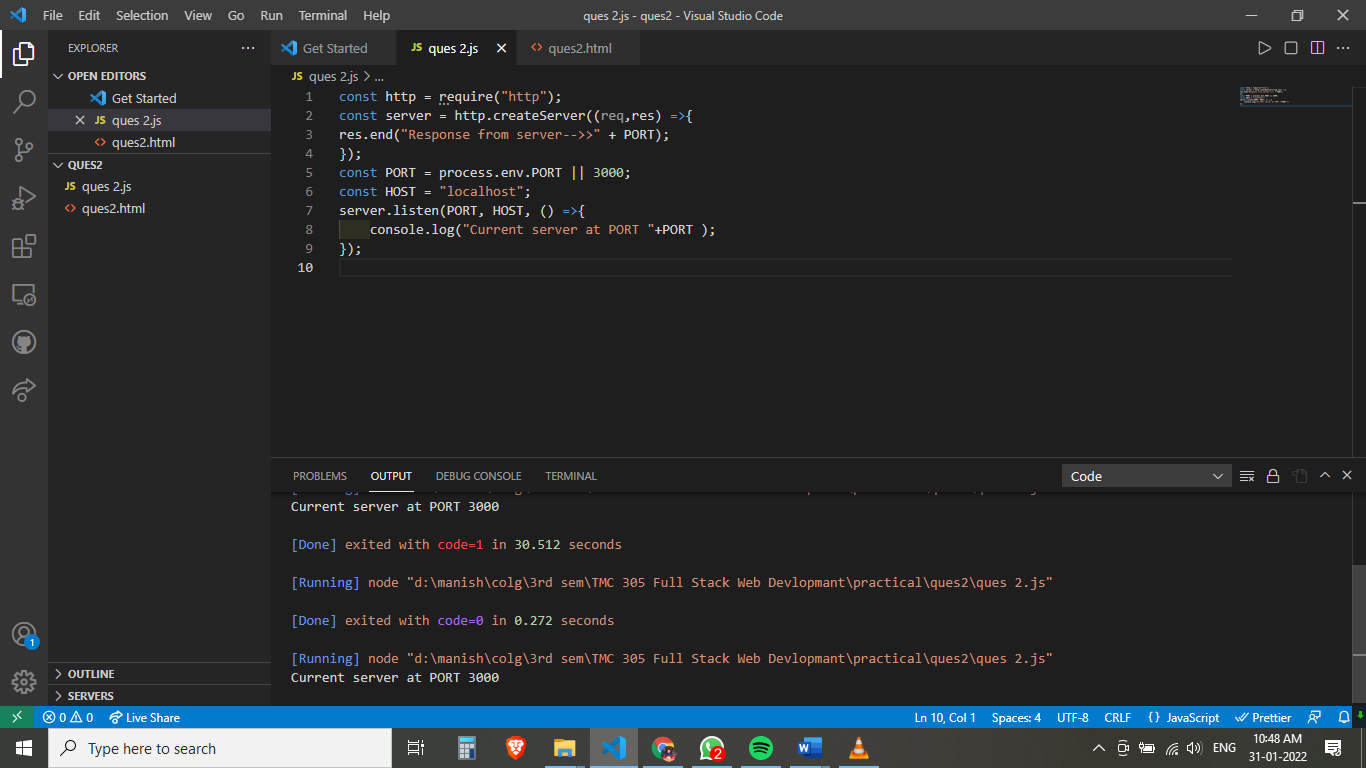 File Edit Selection View Go Run Terminal Help ques 2.js - ques2 - Visual Studio Code
EXPLORER ...
Get Started JS ques 2.js ques2.html
OPEN EDITORS
Get Started
JS ques 2.js
ques2.html
QUES2
JS ques 2.js
ques2.html
JS ques 2.js > ...
1 const http = require("http");
2 const server = http.createServer((req,res) =>{
3 res.end("Response from server-->>" + PORT);
4 });
5 const PORT = process.env.PORT || 3000;
6 const HOST = "localhost";
7 server.listen(PORT, HOST, () =>{
8 console.log("Current server at PORT "+PORT );
9 });
10
PROBLEMS OUTPUT DEBUG CONSOLE TERMINAL Code
Current server at PORT 3000
[Done] exited with code=1 in 30.512 seconds
[Running] node "d:\manish\colg\3rd sem\TMC 305 Full Stack Web Devlopmant\practical\ques2\ques 2.js"
[Done] exited with code=0 in 0.272 seconds
[Running] node "d:\manish\colg\3rd sem\TMC 305 Full Stack Web Devlopmant\practical\ques2\ques 2.js"
Current server at PORT 3000
1
OUTLINE
SERVERS
0 0 Live Share Ln 10, Col 1 Spaces: 4 UTF-8 CRLF {} JavaScript Prettier
Type here to search 2 ENG 10:48 AM
31-01-2022